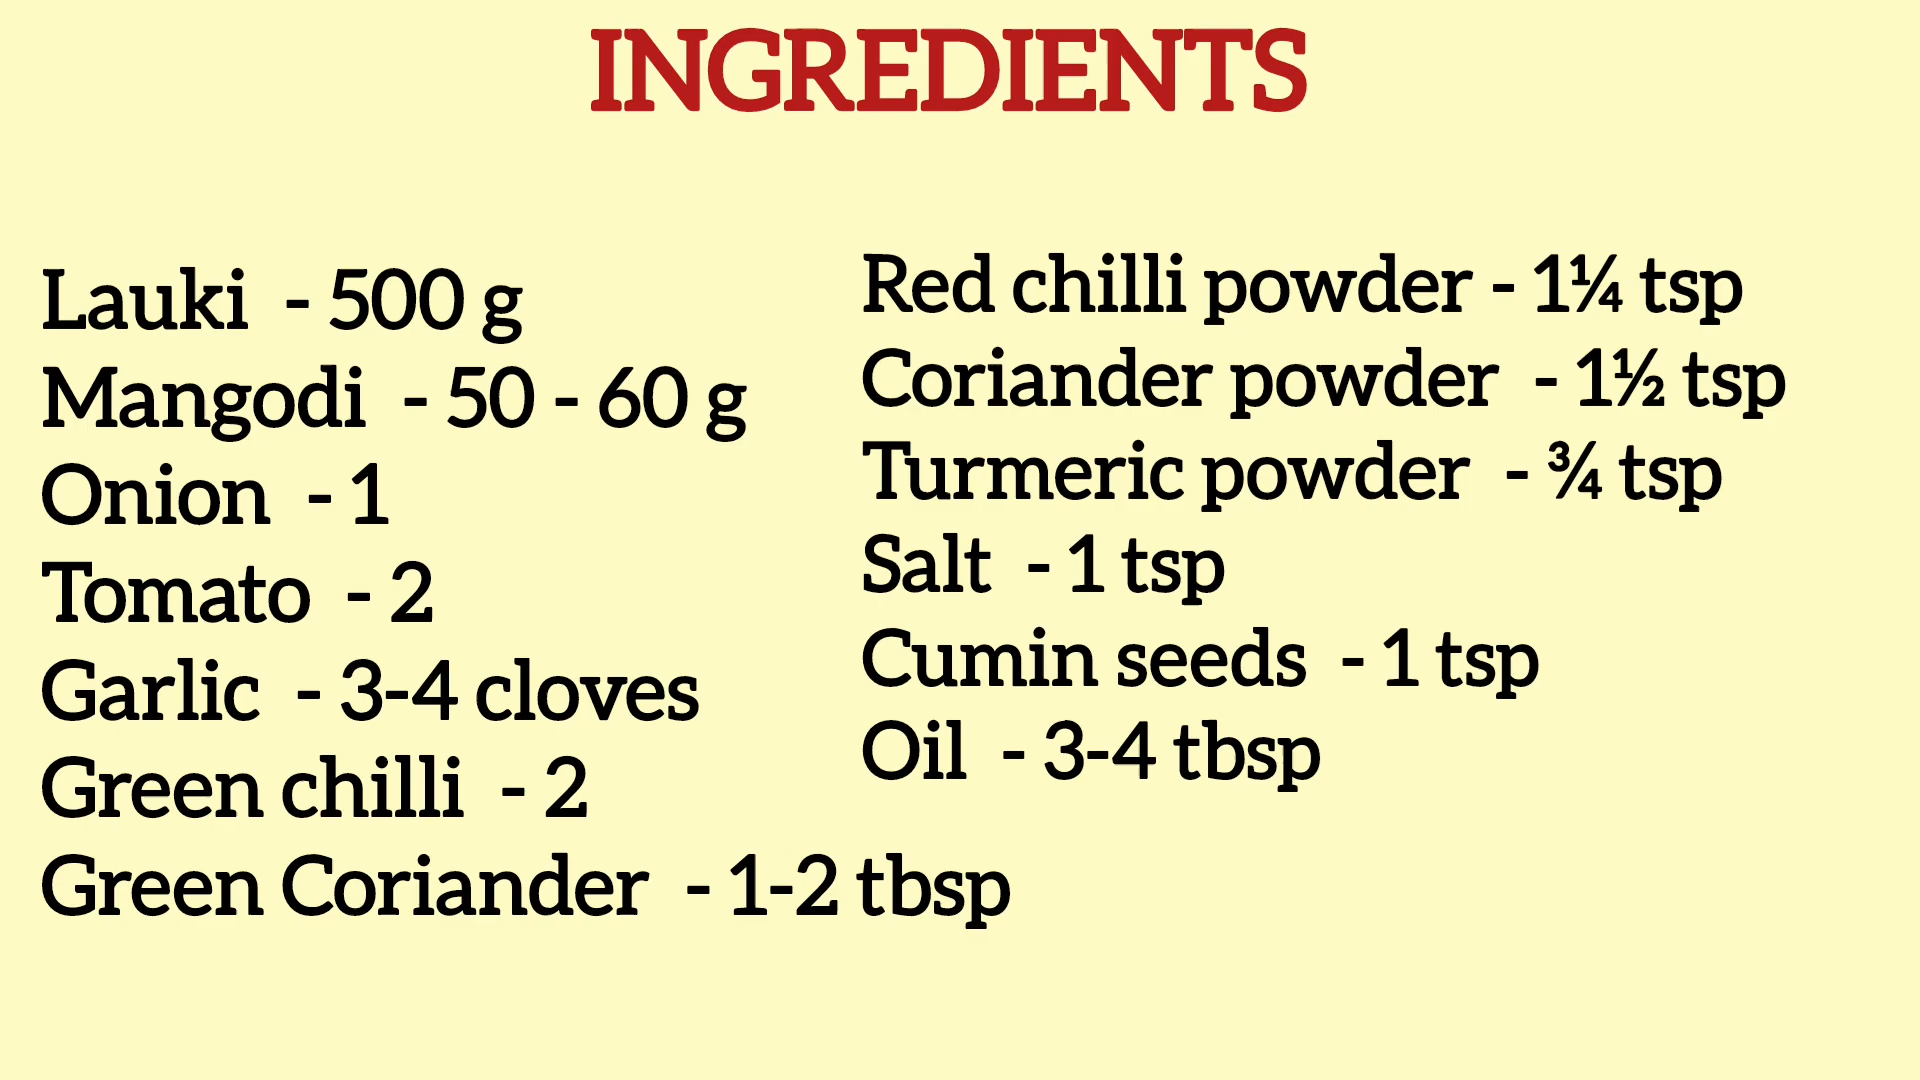 INGREDIENTS
Lauki - 500 g
Mangodi - 50 - 60 g
Onion - 1
Tomato - 2
Garlic - 3-4 cloves
Green chilli - 2
Green Coriander - 1-2 tbsp
Red chilli powder - 1¼ tsp
Coriander powder - 1½ tsp
Turmeric powder - ¾ tsp
Salt - 1 tsp
Cumin seeds - 1 tsp
Oil - 3-4 tbsp